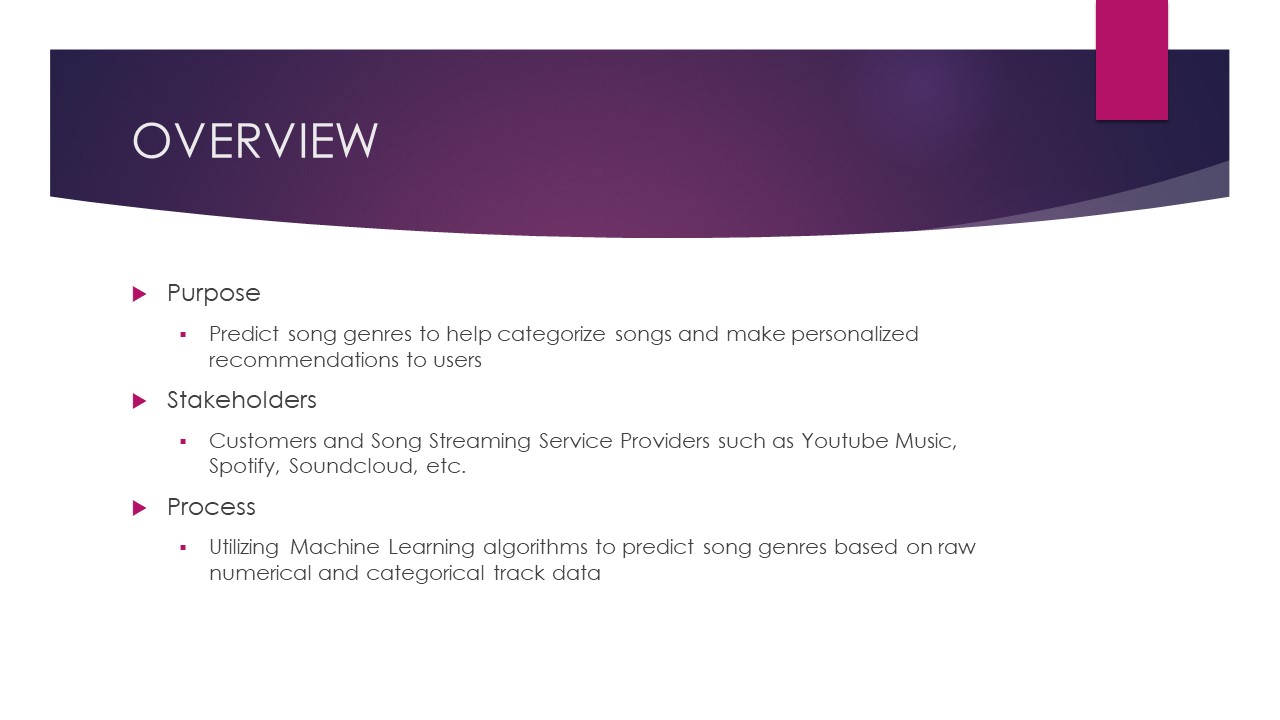 OVERVIEW
Purpose
Predict song genres to help categorize songs and make personalized
recommendations to users
Stakeholders
Customers and Song Streaming Service Providers such as Youtube Music,
Spotify, Soundcloud, etc.
Process
Utilizing Machine Learning algorithms to predict song genres based on raw
numerical and categorical track data